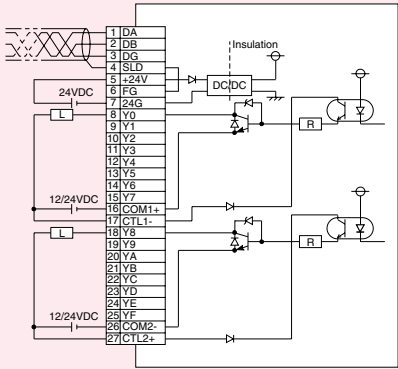 Insulation
DC/DC
24VDC
L
12/24VDC
L
12/24VDC
1 DA
2 DB
3 DG
4 SLD
5 +24V
6 FG
7 24G
8 Y0
9 Y1
10 Y2
11 Y3
12 Y4
13 Y5
14 Y6
15 Y7
16 COM1+
17 CTL1-
18 Y8
19 Y9
20 YA
21 YB
22 YC
23 YD
24 YE
25 YF
26 COM2-
27 CTL2+
R
R